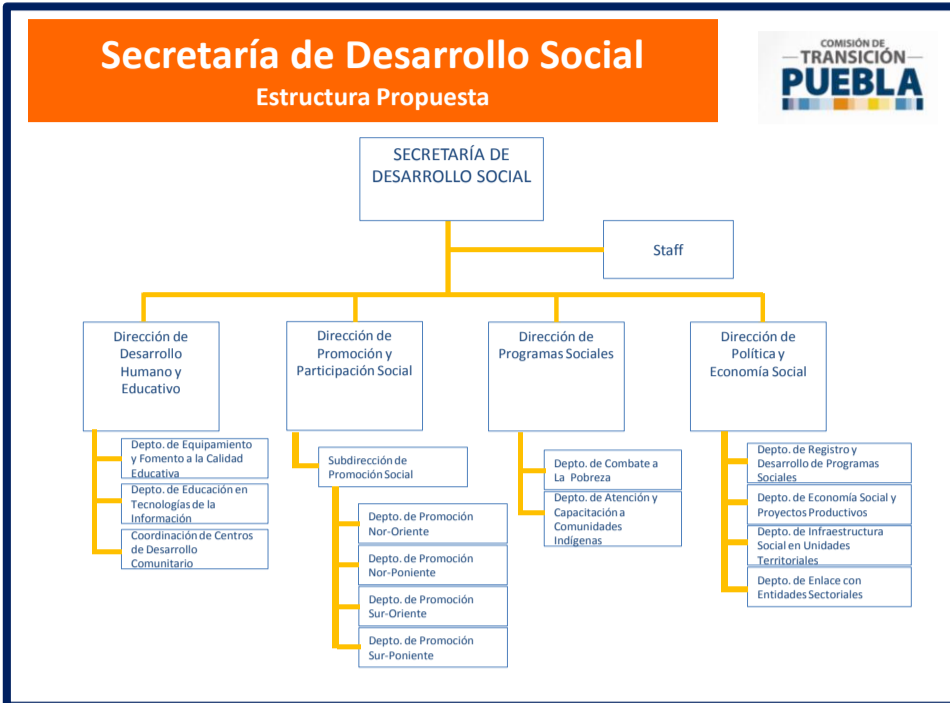 Secretaría de Desarrollo Social
Estructura Propuesta
COMISIÓN DE
TRANSICIÓN
PUEBLA
SECRETARÍA DE
DESARROLLO SOCIAL
Staff
Dirección de
Desarrollo
Humano y
Educativo
Dirección de
Promoción y
Participación Social
Dirección de
Programas Sociales
Dirección de
Política y
Economía Social
Depto. de Equipamiento
y Fomento a la Calidad
Educativa
Depto. de Educación en
Tecnologías de la
Información
Coordinación de Centros
de Desarrollo
Comunitario
Subdirección de
Promoción Social
Depto. de Promoción
Nor-Oriente
Depto. de Promoción
Nor-Poniente
Depto. de Promoción
Sur-Oriente
Depto. de Promoción
Sur-Poniente
Depto. de Combate a
La Pobreza
Depto. de Atención y
Capacitación a
Comunidades
Indígenas
Depto. de Registro y
Desarrollo de Programas
Sociales
Depto. de Economía Social y
Proyectos Productivos
Depto. de Infraestructura
Social en Unidades
Territoriales
Depto. de Enlace con
Entidades Sectoriales